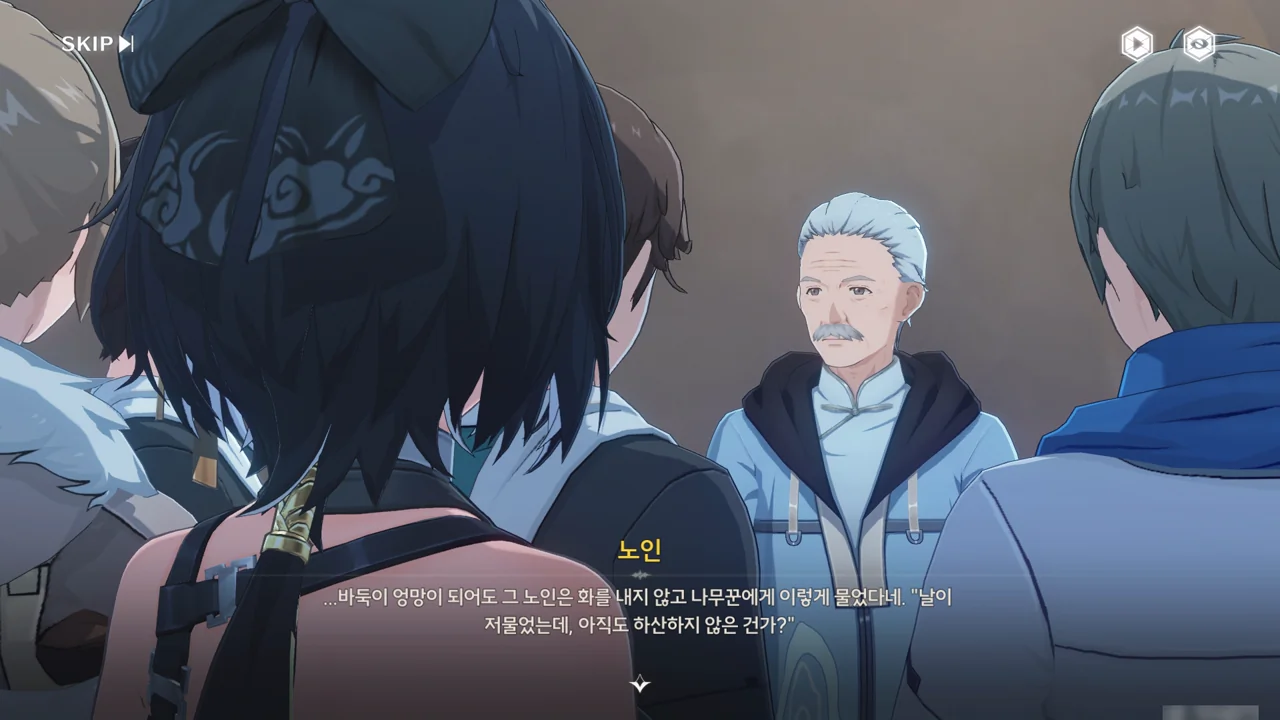 SKIP
노인
...바둑이 엉망이 되어도 그 노인은 화를 내지 않고 나무꾼에게 이렇게 물었다네. "날이
저물었는데, 아직도 하산하지 않은 건가?"